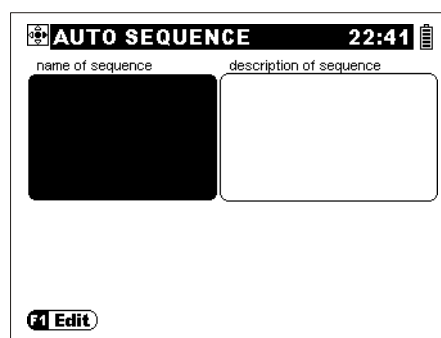 AUTO SEQUENCE 22:41
name of sequence description of sequence
F1 Edit